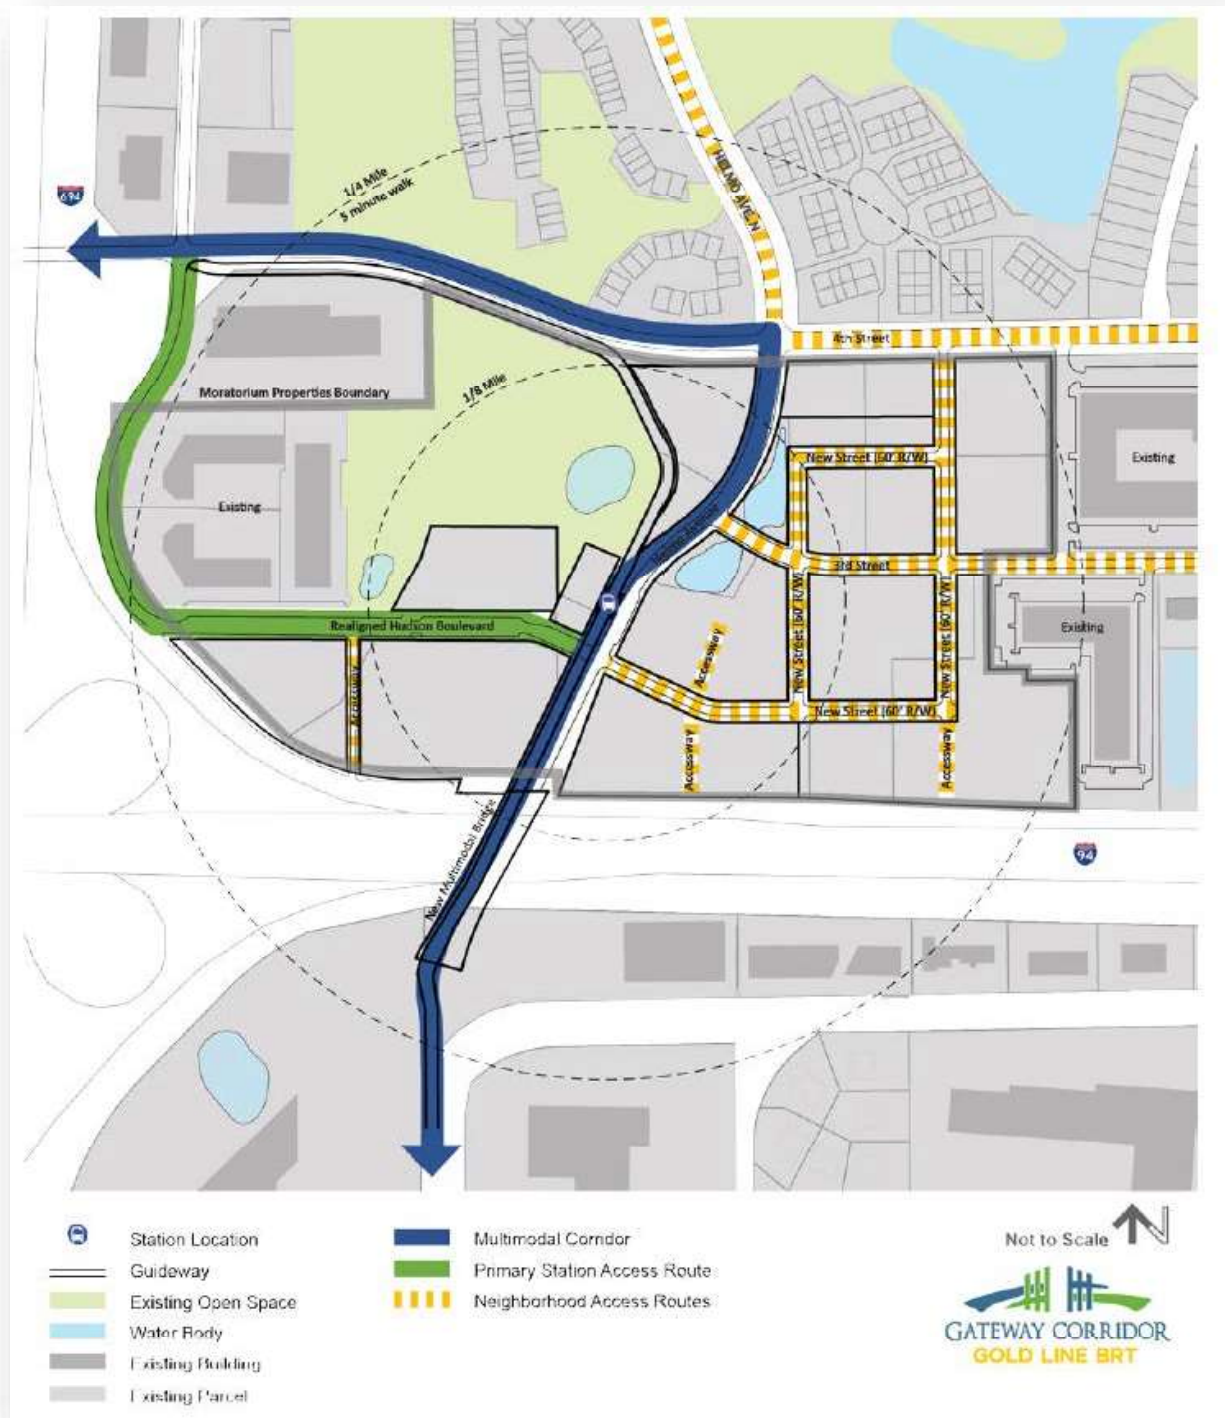 694
1/4 Mile
5 minute walk
HELMO AVE N
4th Street
1/8 Mile
Moratorium Properties Boundary
New Street (60' R/W)
Existing
Existing
3rd Street
New Street (60' R/W)
New Street (60' R/W)
Existing
Realigned Hudson Boulevard
Accessway
Accessway
New Street (60' R/W)
Accessway
Accessway
New Multimodal Bridge
94
Station Location
Guideway
Existing Open Space
Water Body
Existing Building
Existing Parcel
Multimodal Corridor
Primary Station Access Route
Neighborhood Access Routes
Not to Scale
N
GATEWAY CORRIDOR
GOLD LINE BRT